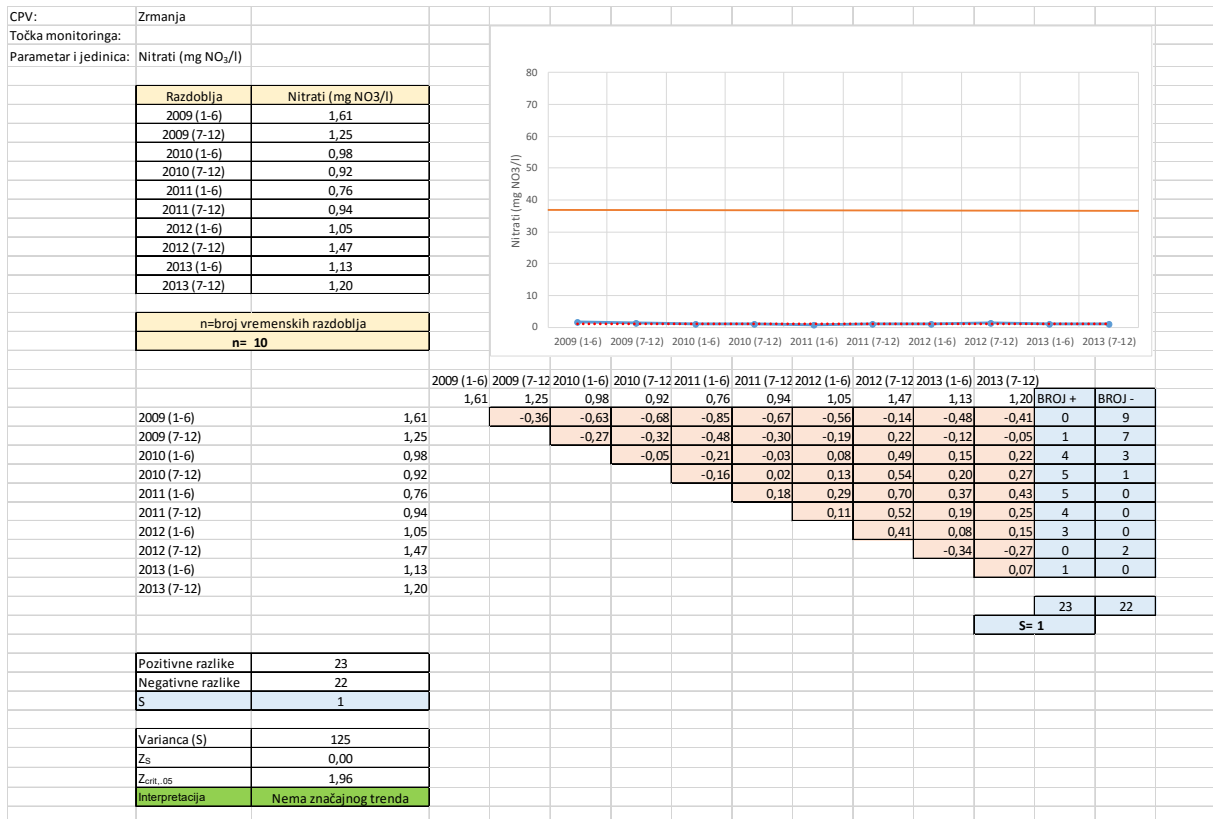 CPV: Zrmanja
Točka monitoringa:
Parametar i jedinica: Nitrati (mg NO₃/l)
Razdoblja Nitrati (mg NO3/l)
2009 (1-6) 1,61
2009 (7-12) 1,25
2010 (1-6) 0,98
2010 (7-12) 0,92
2011 (1-6) 0,76
2011 (7-12) 0,94
2012 (1-6) 1,05
2012 (7-12) 1,47
2013 (1-6) 1,13
2013 (7-12) 1,20
n=broj vremenskih razdoblja
n= 10
Nitrati (mg NO3/l)
80
70
60
50
40
30
20
10
0
2009 (1-6) 2009 (7-12) 2010 (1-6) 2010 (7-12) 2011 (1-6) 2011 (7-12) 2012 (1-6) 2012 (7-12) 2013 (1-6) 2013 (7-12)
2009 (1-6) 2009 (7-12 2010 (1-6) 2010 (7-12 2011 (1-6) 2011 (7-12 2012 (1-6) 2012 (7-12 2013 (1-6) 2013 (7-12)
1,61 1,25 0,98 0,92 0,76 0,94 1,05 1,47 1,13 1,20 BROJ + BROJ -
2009 (1-6) 1,61 -0,36 -0,63 -0,68 -0,85 -0,67 -0,56 -0,14 -0,48 -0,41 0 9
2009 (7-12) 1,25 -0,27 -0,32 -0,48 -0,30 -0,19 0,22 -0,12 -0,05 1 7
2010 (1-6) 0,98 -0,05 -0,21 -0,03 0,08 0,49 0,15 0,22 4 3
2010 (7-12) 0,92 -0,16 0,02 0,13 0,54 0,20 0,27 5 1
2011 (1-6) 0,76 0,18 0,29 0,70 0,37 0,43 5 0
2011 (7-12) 0,94 0,11 0,52 0,19 0,25 4 0
2012 (1-6) 1,05 0,41 0,08 0,15 3 0
2012 (7-12) 1,47 -0,34 -0,27 0 2
2013 (1-6) 1,13 0,07 1 0
2013 (7-12) 1,20
23 22
S= 1
Pozitivne razlike 23
Negativne razlike 22
S 1
Varianca (S) 125
Zs 0,00
Zcrit,.05 1,96
Interpretacija Nema značajnog trenda